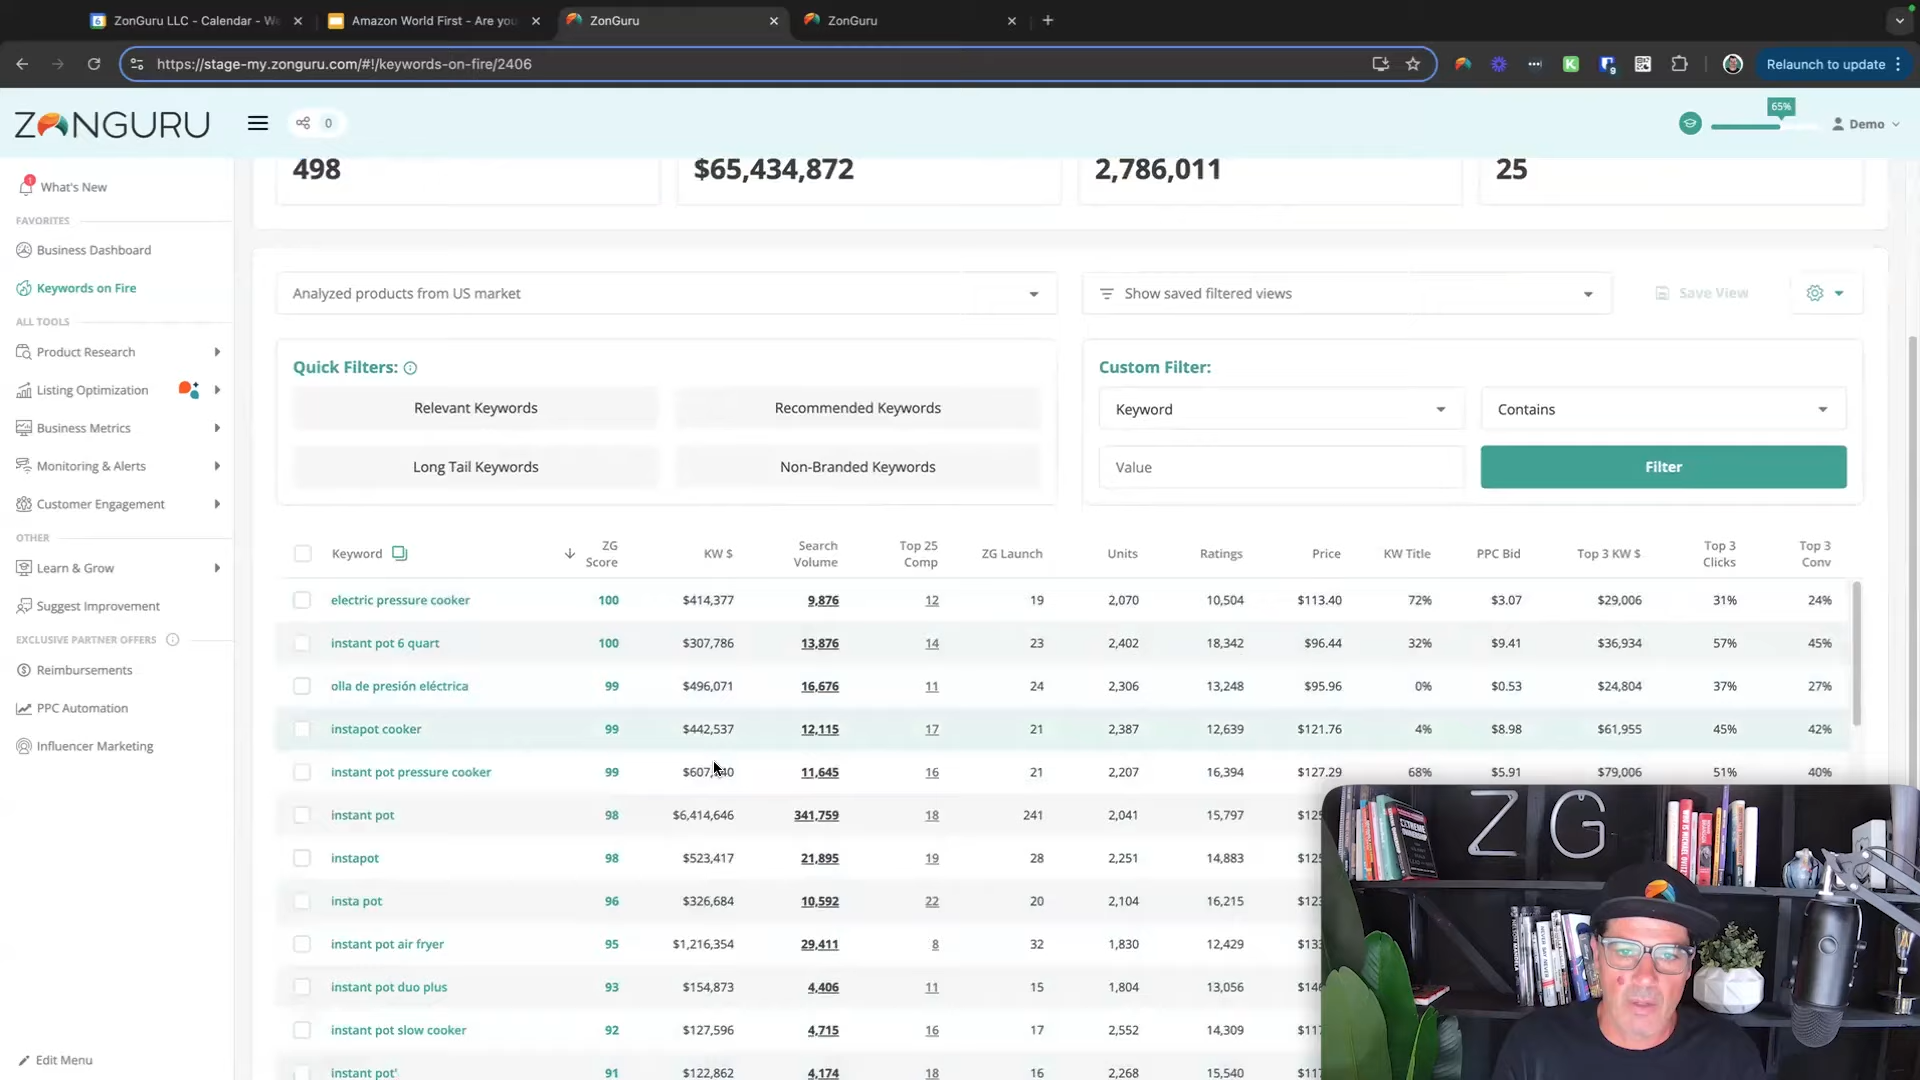 ZonGuru LLC - Calendar - We
Amazon World First - Are you
ZonGuru
ZonGuru
https://stage-my.zonguru.com/#!/keywords-on-fire/2406
Relaunch to update
ZONGURU
0
65%
Demo
1
What's New
FAVORITES
Business Dashboard
Keywords on Fire
ALL TOOLS
Product Research
Listing Optimization
Business Metrics
Monitoring & Alerts
Customer Engagement
OTHER
Learn & Grow
Suggest Improvement
EXCLUSIVE PARTNER OFFERS
Reimbursements
PPC Automation
Influencer Marketing
Edit Menu
498 $65,434,872 2,786,011 25
Analyzed products from US market
Show saved filtered views
Save View
Quick Filters:
Relevant Keywords Recommended Keywords
Long Tail Keywords Non-Branded Keywords
Custom Filter:
Keyword Contains
Value Filter
Keyword ZG Score KW $ Search Volume Top 25 Comp ZG Launch Units Ratings Price KW Title PPC Bid Top 3 KW $ Top 3 Clicks Top 3 Conv
electric pressure cooker 100 $414,377 9,876 12 19 2,070 10,504 $113.40 72% $3.07 $29,006 31% 24%
instant pot 6 quart 100 $307,786 13,876 14 23 2,402 18,342 $96.44 32% $9.41 $36,934 57% 45%
olla de presión eléctrica 99 $496,071 16,676 11 24 2,306 13,248 $95.96 0% $0.53 $24,804 37% 27%
instapot cooker 99 $442,537 12,115 17 21 2,387 12,639 $121.76 4% $8.98 $61,955 45% 42%
instant pot pressure cooker 99 11,645 16 21 2,207 16,394 $127.29 68% $5.91 $79,006 51% 40%
instant pot 98 $6,414,646 341,759 18 241 2,041 15,797
instapot 98 $523,417 21,895 19 28 2,251 14,883
insta pot 96 $326,684 10,592 22 20 2,104 16,215
instant pot air fryer 95 $1,216,354 29,411 8 32 1,830 12,429
instant pot duo plus 93 $154,873 4,406 11 15 1,804 13,056
instant pot slow cooker 92 $127,596 4,715 16 17 2,552 14,309
instant pot' 91 $122,862 4,174 18 16 2,268 15,540
Z G
EXTREME